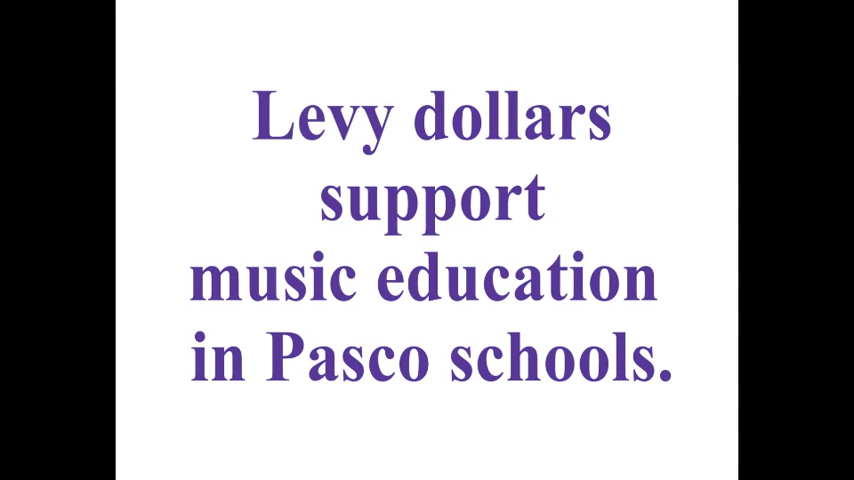 Levy dollars
support
music education
in Pasco schools.